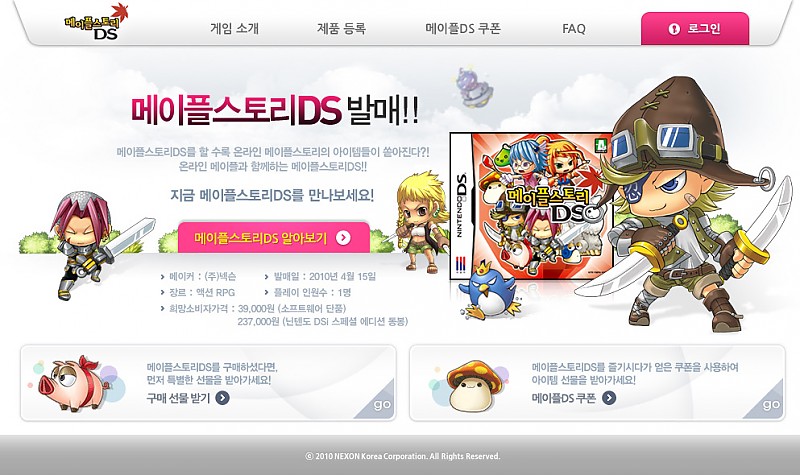 메이플스토리
DS
게임 소개
제품 등록
메이플DS 쿠폰
FAQ
로그인
메이플스토리DS 발매!!
메이플스토리DS를 할 수록 온라인 메이플스토리의 아이템들이 쏟아진다?!
온라인 메이플과 함께하는 메이플스토리DS!!
지금 메이플스토리DS를 만나보세요!
메이플스토리DS 알아보기
메이커 : (주)넥슨
발매일 : 2010년 4월 15일
장르 : 액션 RPG
플레이 인원수 : 1명
희망소비자가격 : 39,000원 (소프트웨어 단품)
237,000원 (닌텐도 DSi 스페셜 에디션 동봉)
NINTENDO DS
메이플스토리
DS
메이플스토리DS를 구매하셨다면,
먼저 특별한 선물을 받아가세요!
구매 선물 받기
go
메이플스토리DS를 즐기시다가 얻은 쿠폰을 사용하여
아이템 선물을 받아가세요!
메이플DS 쿠폰
go
ⓒ 2010 NEXON Korea Corporation. All Rights Reserved.